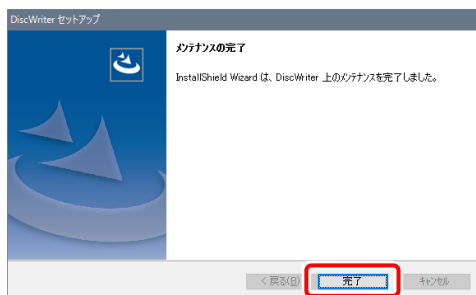 DiscWriter セットアップ
メンテナンスの完了
InstallShield Wizard は、DiscWriter 上のメンテナンスを完了しました。
< 戻る(B)
完了
キャンセル